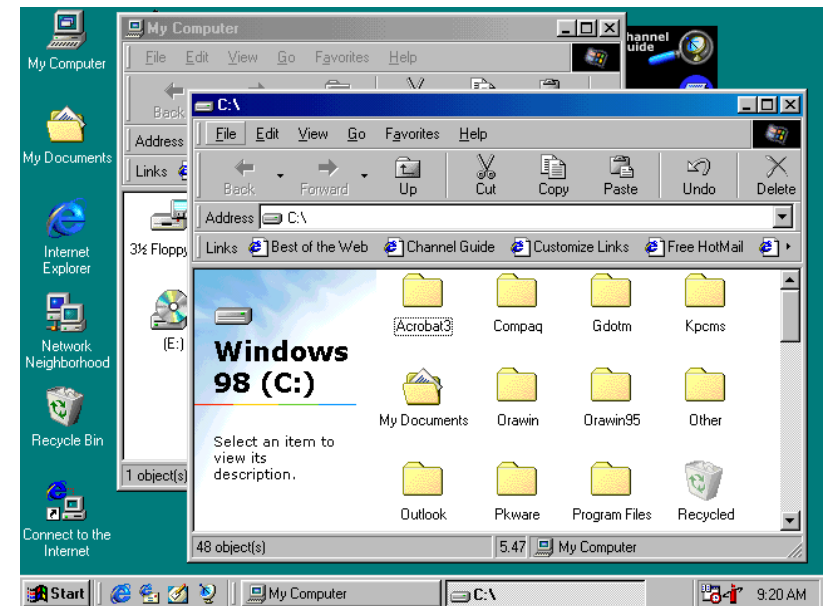 My Computer
My Documents
Internet
Explorer
Network
Neighborhood
Recycle Bin
Connect to the
Internet
My Computer
File Edit View Go Favorites Help
Back
Address
Links
3½ Floppy
(E:)
1 object(s)
C:\
File Edit View Go Favorites Help
Back Forward Up Cut Copy Paste Undo Delete
Address C:\
Links Best of the Web Channel Guide Customize Links Free HotMail
Windows
98 (C:)
Select an item to
view its
description.
Acrobat3 Compaq Gdotm Kpcms
My Documents Orawin Orawin95 Other
Outlook Pkware Program Files Recycled
48 object(s) 5.47 My Computer
Start My Computer C:\ 9:20 AM